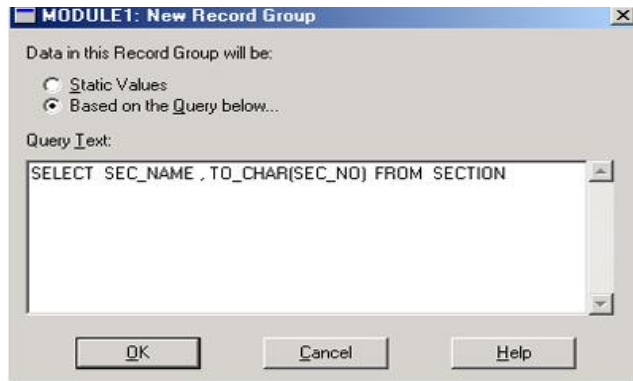 MODULE1: New Record Group
Data in this Record Group will be:
Static Values
Based on the Query below...
Query Text:
SELECT SEC_NAME , TO_CHAR(SEC_NO) FROM SECTION
OK Cancel Help